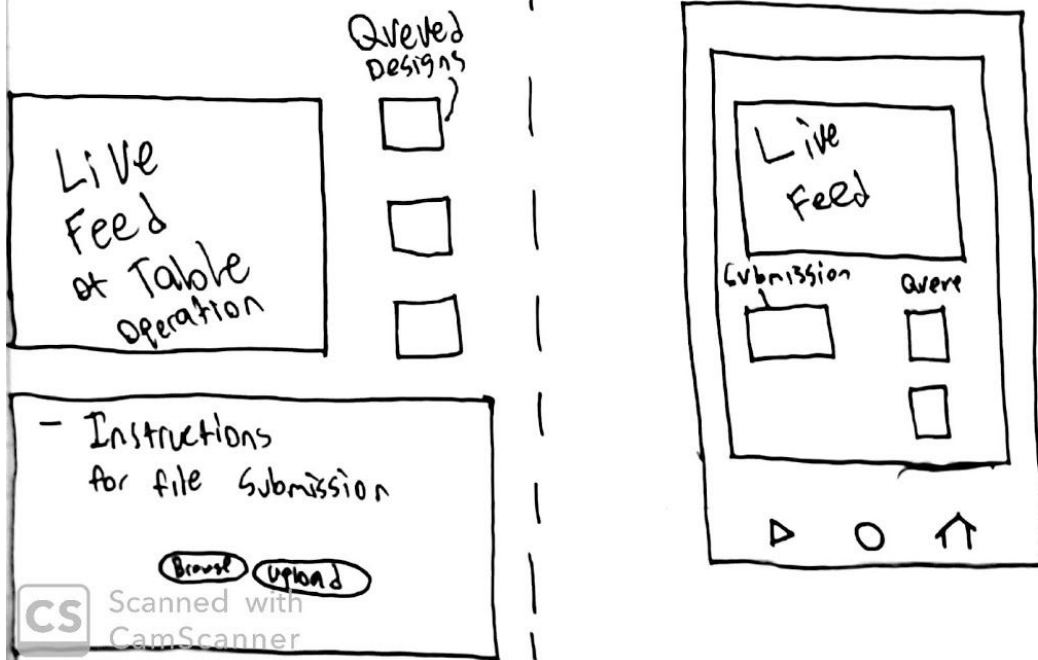 Queued
Designs
Live
Feed
of Table
Operation
- Instructions
for file submission
Browse
Upload
CS
Scanned with
CamScanner
Live
Feed
Submission
Queue